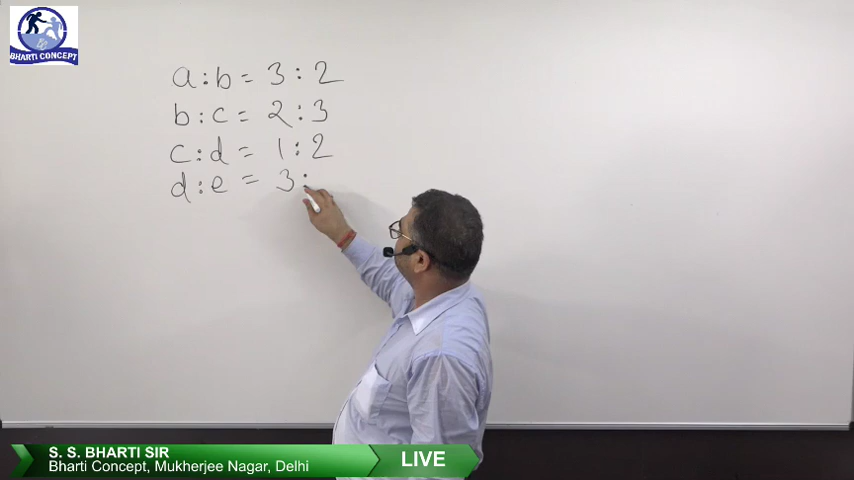 BHARTI CONCEPT
a:b = 3:2
b:c = 2:3
c:d = 1:2
d:e = 3:
S. S. BHARTI SIR
Bharti Concept, Mukherjee Nagar, Delhi
LIVE